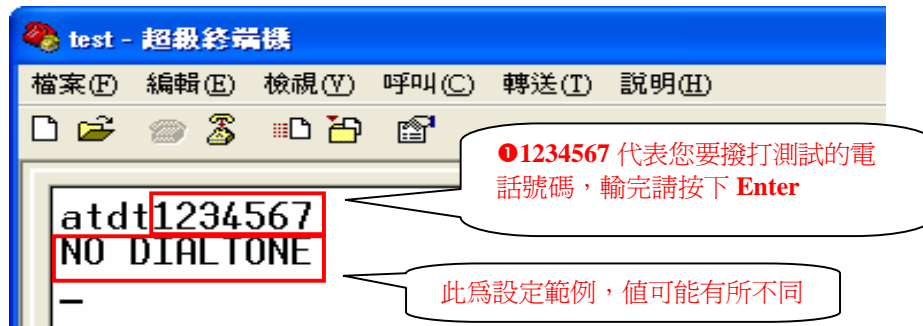 test - 超級終端機
檔案(F) 編輯(E) 檢視(V) 呼叫(C) 轉送(T) 說明(H)
❶1234567 代表您要撥打測試的電
話號碼，輸完請按下 Enter
atdt1234567
NO DIALTONE
此為設定範例，值可能有所不同
_